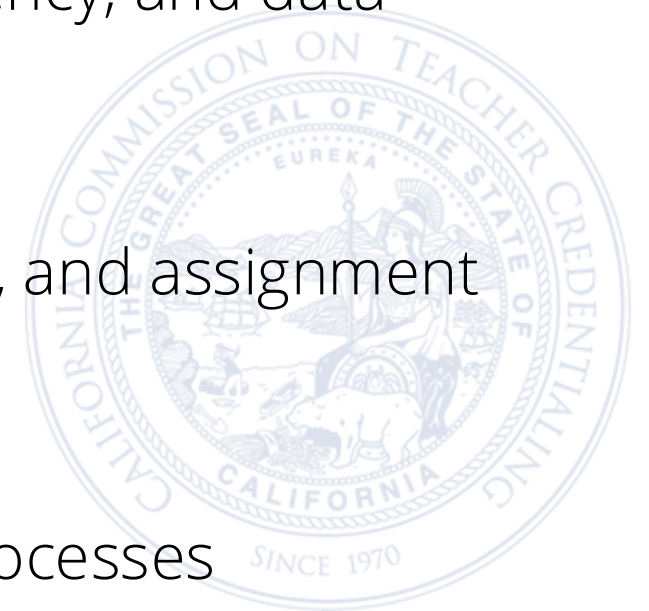 ency, and data
CALIFORNIA COMMISSION ON TEACHER CREDENTIALING
THE GREAT SEAL OF THE STATE OF
EUREKA
, and assignment
CALIFORNIA
ocesses
SINCE 1970